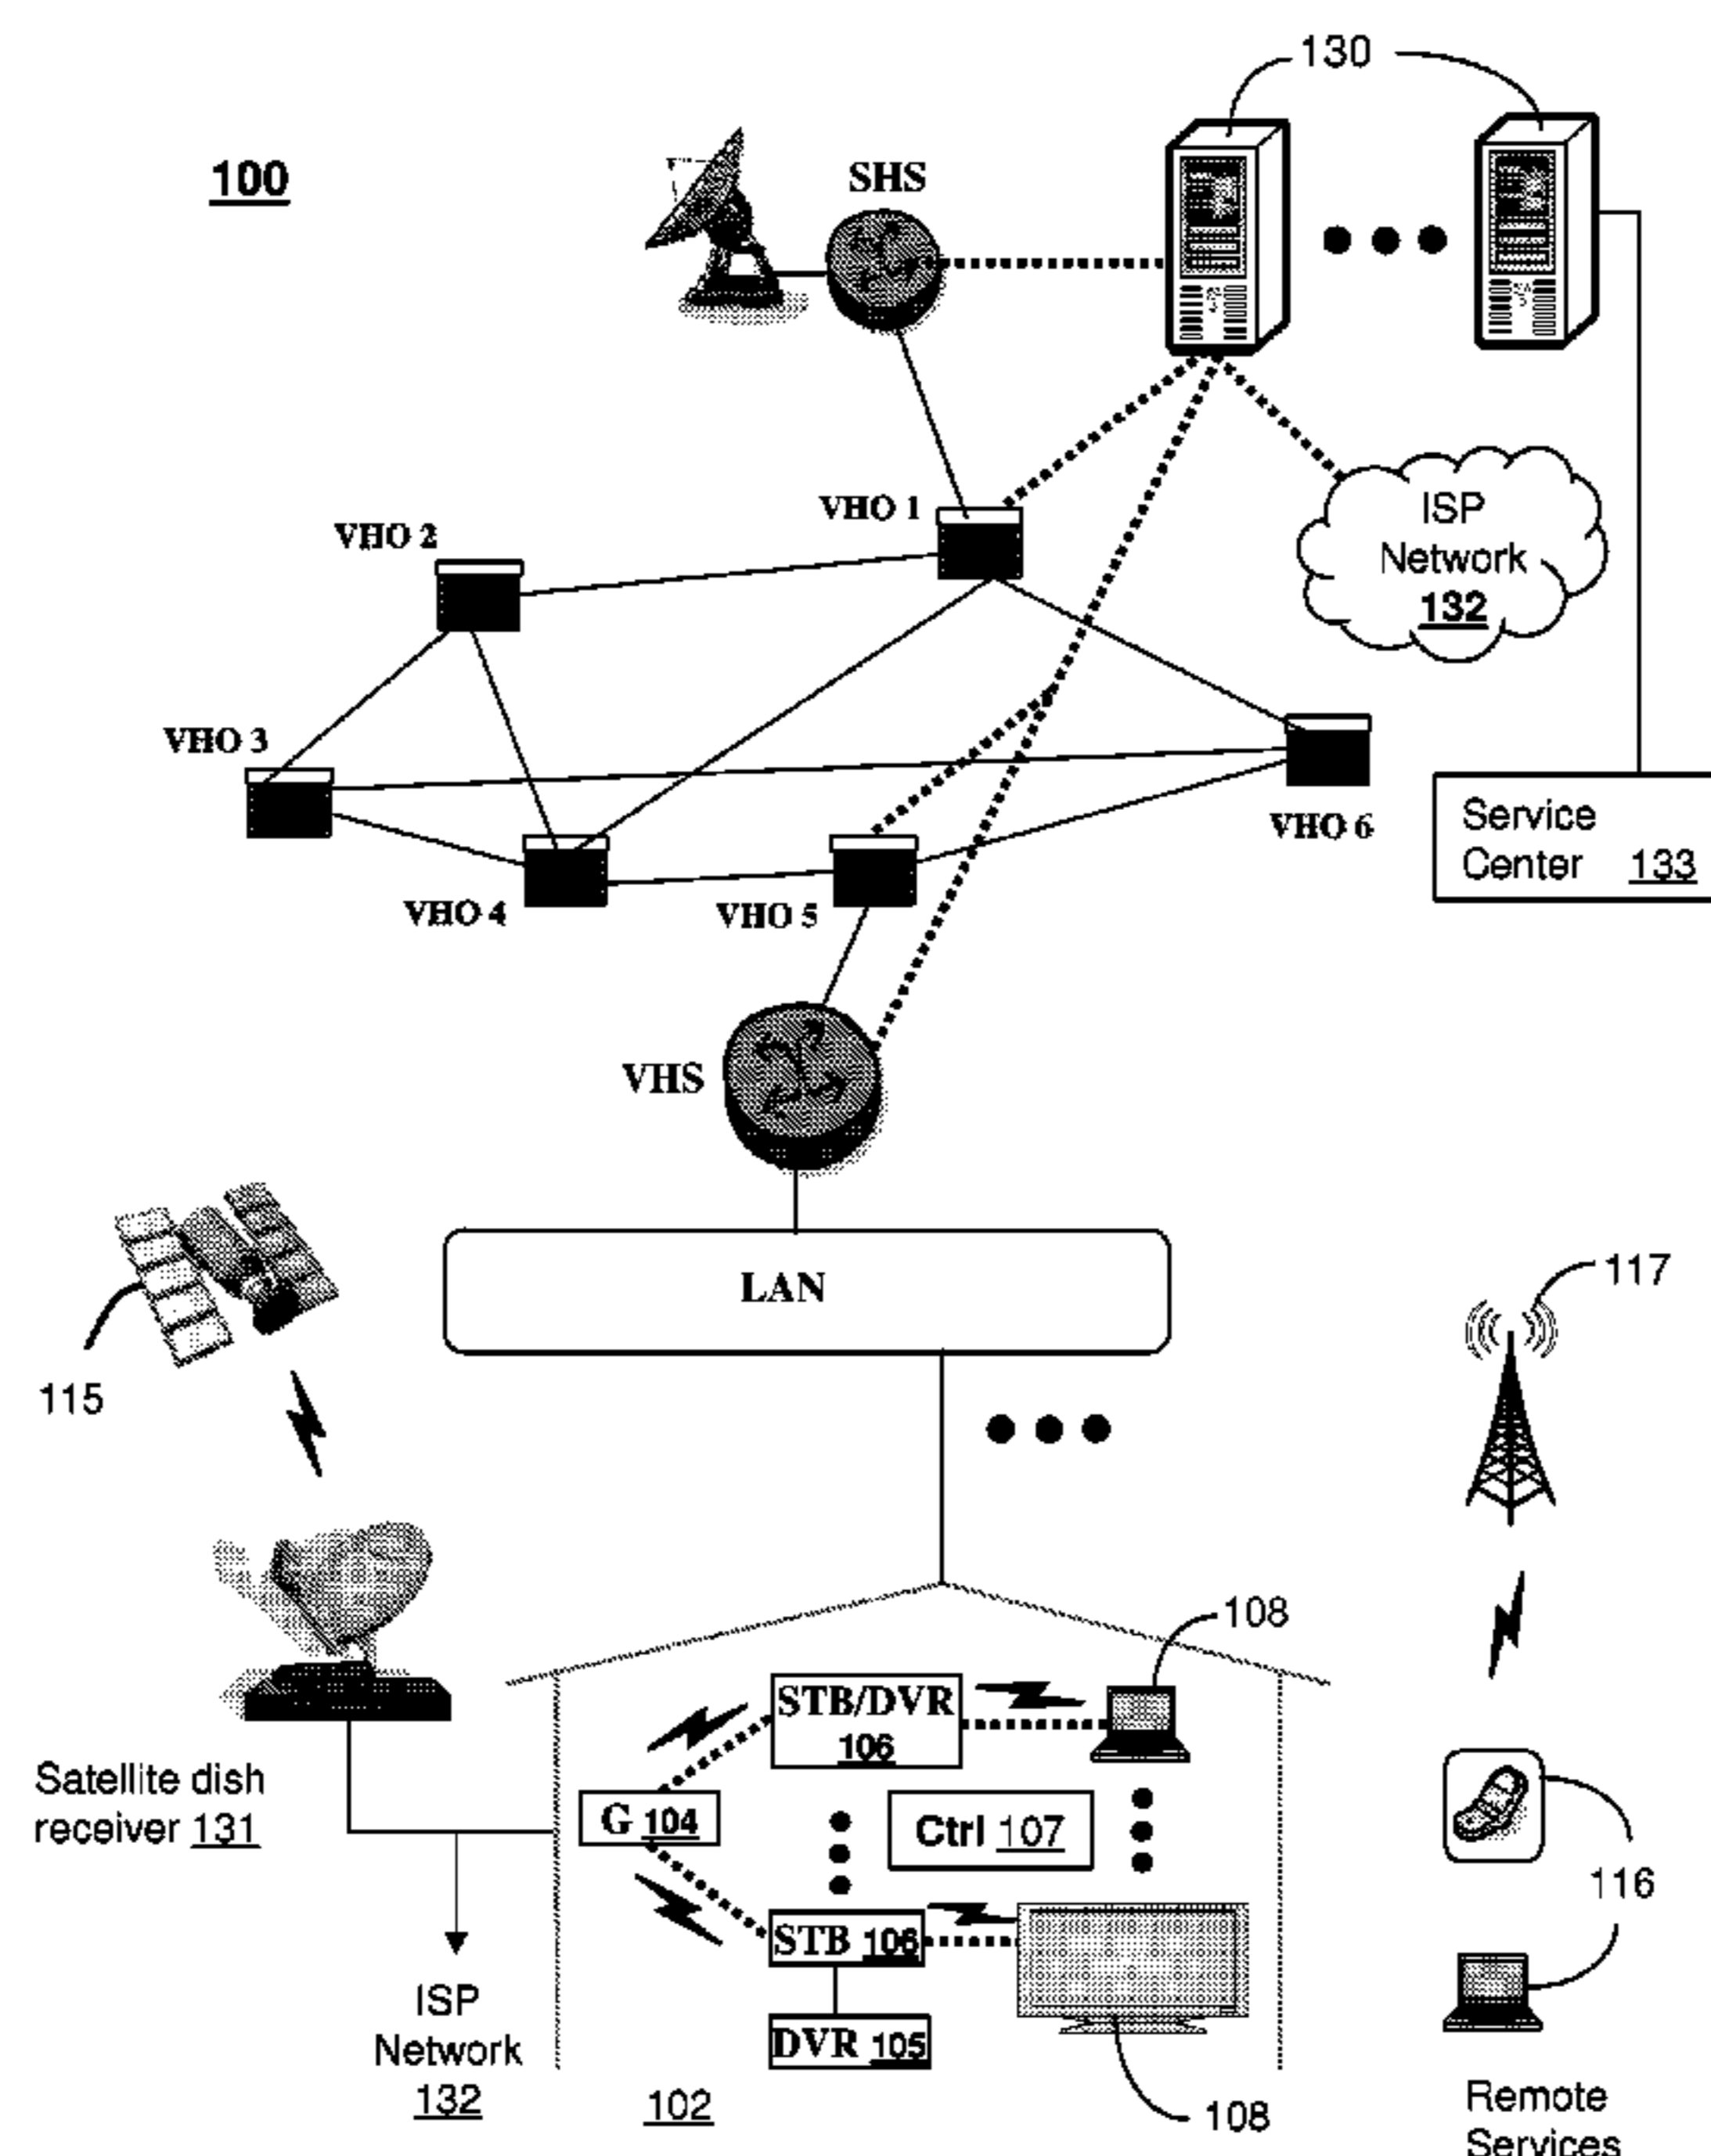 130
100
SHS
VHO 1
VHO 2
ISP
Network
132
VHO 3
VHO 6
Service
Center 133
VHO 4
VHO 5
VHS
LAN
117
115
108
STB/DVR
106
Satellite dish
receiver 131
G 104
Ctrl 107
116
STB 106
ISP
Network
132
DVR 105
102
108
Remote
Services